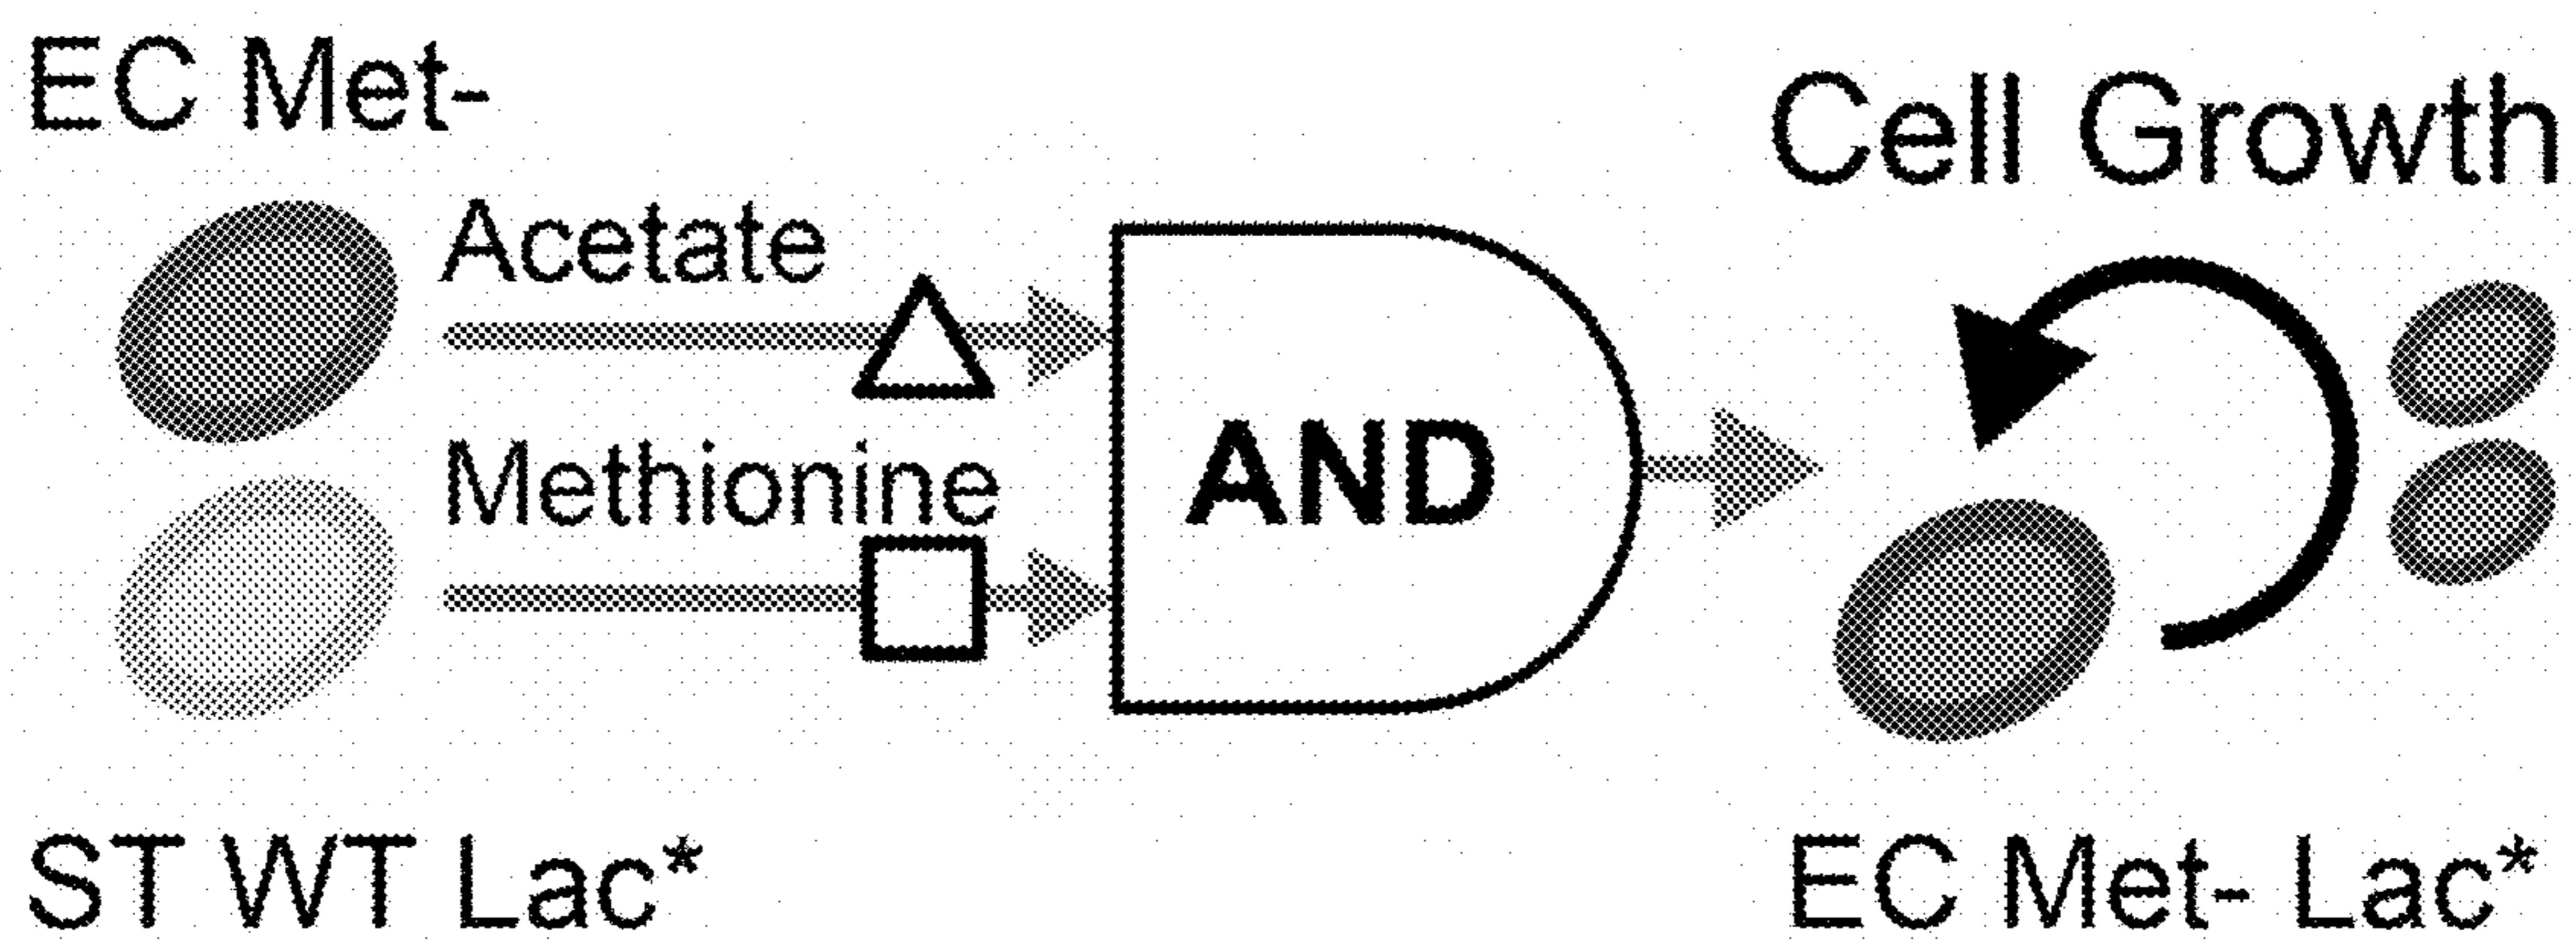 EC Met-
Cell Growth
Acetate
Methionine
AND
ST WT Lac*
EC Met- Lac*